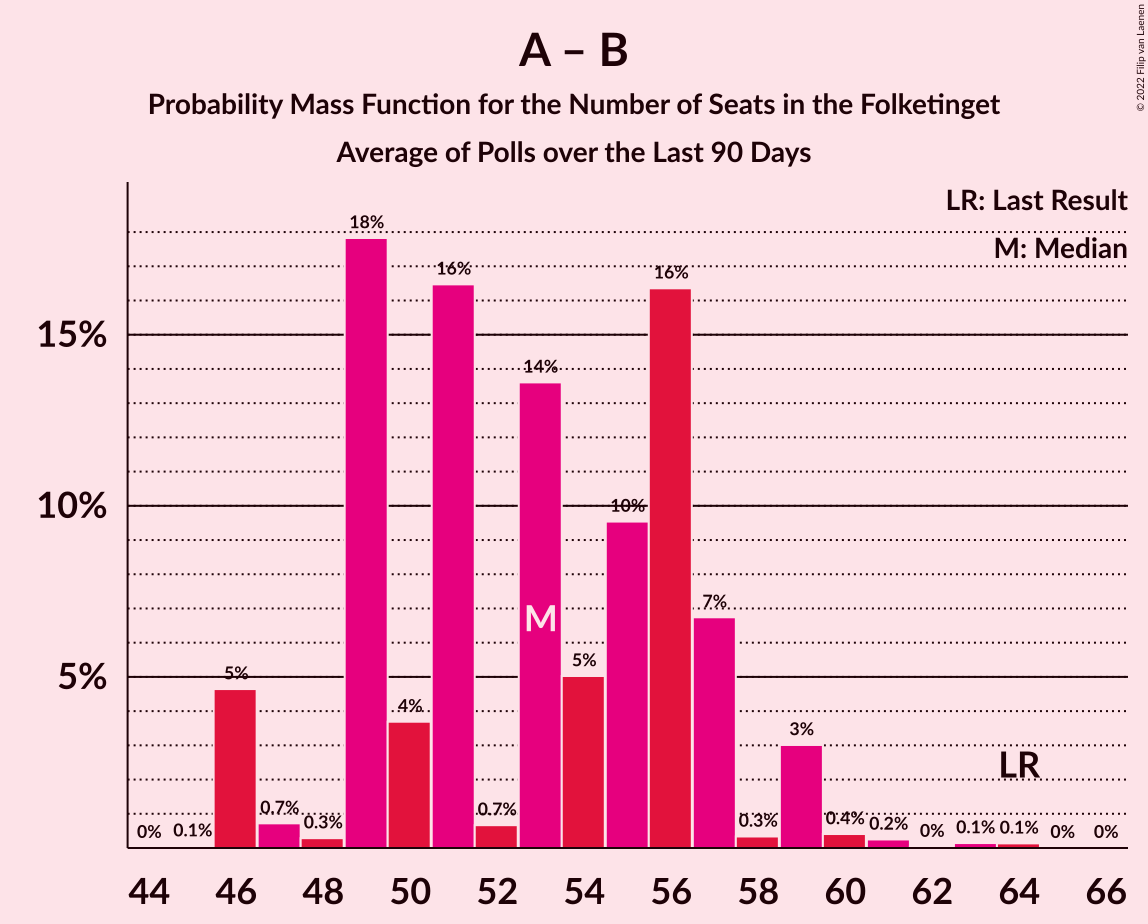 A – B
Probability Mass Function for the Number of Seats in the Folketinget
Average of Polls over the Last 90 Days
© 2022 Filip van Laenen
LR: Last Result
M: Median
15%
10%
5%
0%
0.1%
5%
0.7%
0.3%
18%
4%
16%
0.7%
14%
5%
10%
16%
7%
0.3%
3%
0.4%
0.2%
0%
0.1%
0.1%
0%
0%
M
LR
44 46 48 50 52 54 56 58 60 62 64 66